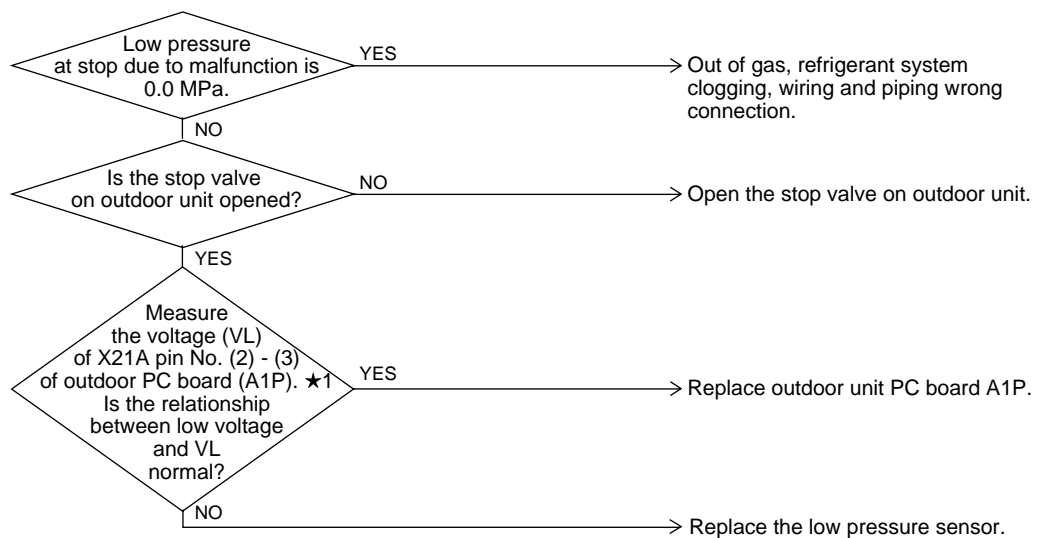 Low pressure
at stop due to malfunction is
0.0 MPa.
YES
Out of gas, refrigerant system
clogging, wiring and piping wrong
connection.
NO
Is the stop valve
on outdoor unit opened?
NO
Open the stop valve on outdoor unit.
YES
Measure
the voltage (VL)
of X21A pin No. (2) - (3)
of outdoor PC board (A1P). ★1
Is the relationship
between low voltage
and VL
normal?
YES
Replace outdoor unit PC board A1P.
NO
Replace the low pressure sensor.